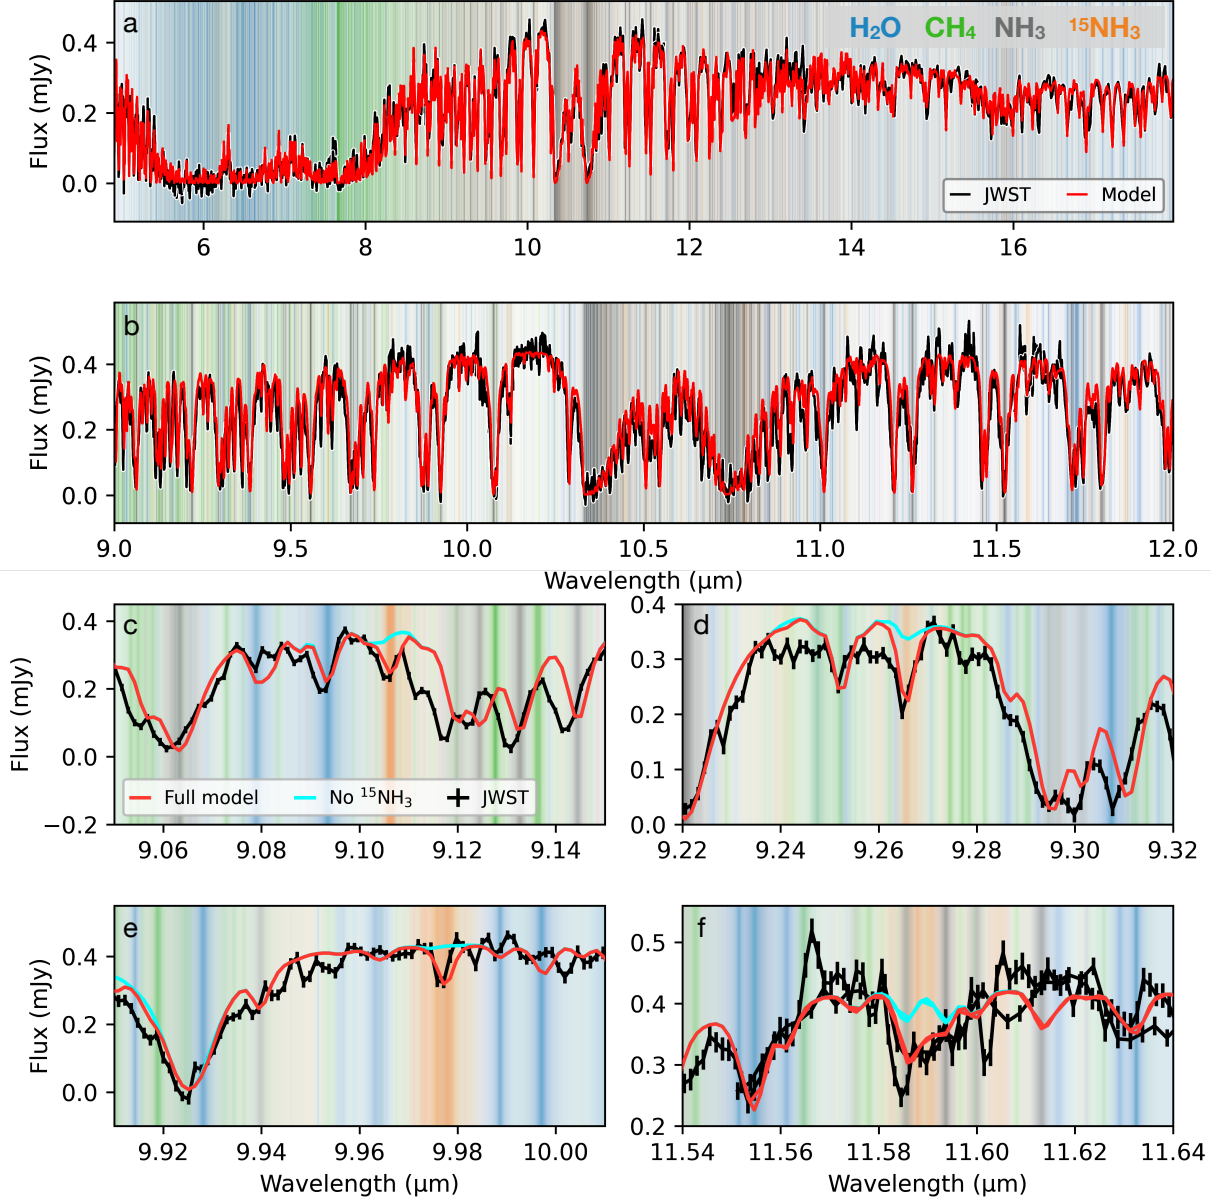 a
H₂O CH₄ NH₃ ¹⁵NH₃
Flux (mJy)
0.4
0.2
0.0
JWST Model
6 8 10 12 14 16
b
Flux (mJy)
0.4
0.2
0.0
9.0 9.5 10.0 10.5 11.0 11.5 12.0
Wavelength (μm)
c
Flux (mJy)
0.4
0.2
0.0
−0.2
Full model No ¹⁵NH₃ JWST
9.06 9.08 9.10 9.12 9.14
d
0.4
0.3
0.2
0.1
0.0
9.22 9.24 9.26 9.28 9.30 9.32
e
Flux (mJy)
0.4
0.2
0.0
9.92 9.94 9.96 9.98 10.00
Wavelength (μm)
f
0.5
0.4
0.3
0.2
11.54 11.56 11.58 11.60 11.62 11.64
Wavelength (μm)